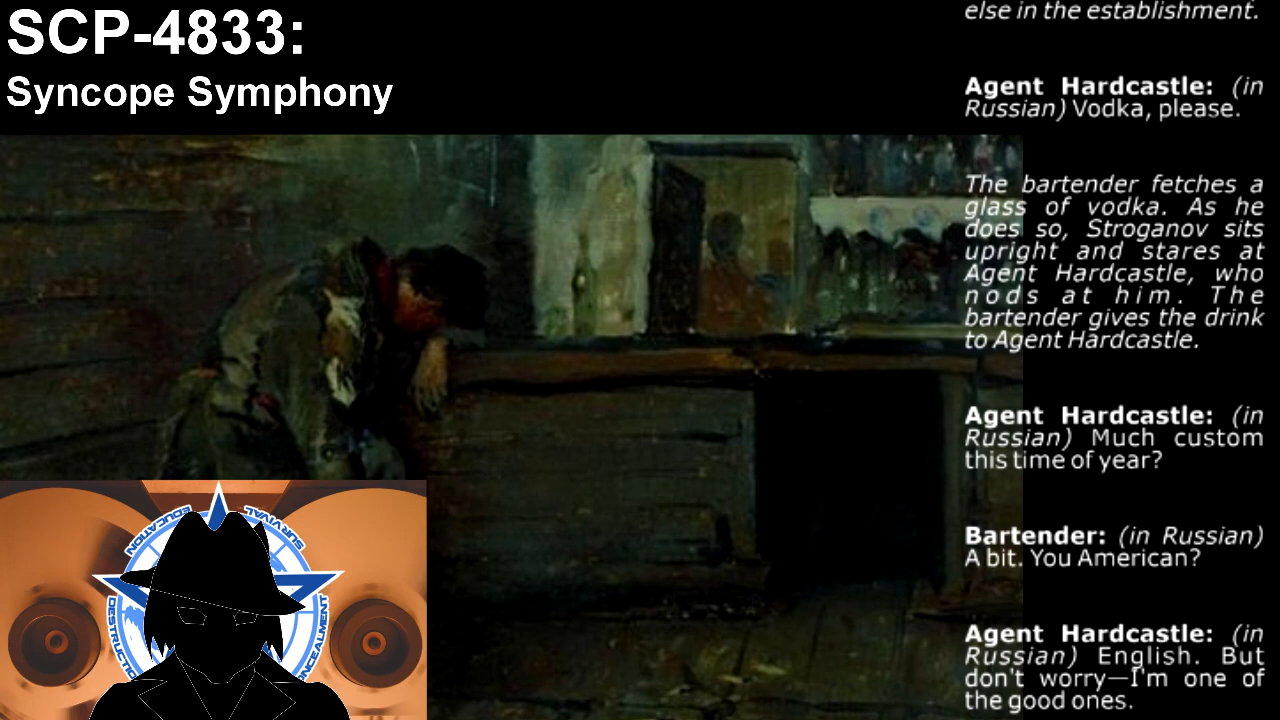 SCP-4833:
Syncope Symphony
else in the establishment.
Agent Hardcastle: (in
Russian) Vodka, please.
The bartender fetches a
glass of vodka. As he
does so, Stroganov sits
upright and stares at
Agent Hardcastle, who
nods at him. The
bartender gives the drink
to Agent Hardcastle.
Agent Hardcastle: (in
Russian) Much custom
this time of year?
Bartender: (in Russian)
A bit. You American?
Agent Hardcastle: (in
Russian) English. But
don't worry—I'm one of
the good ones.
EDUCATION
SURVIVAL